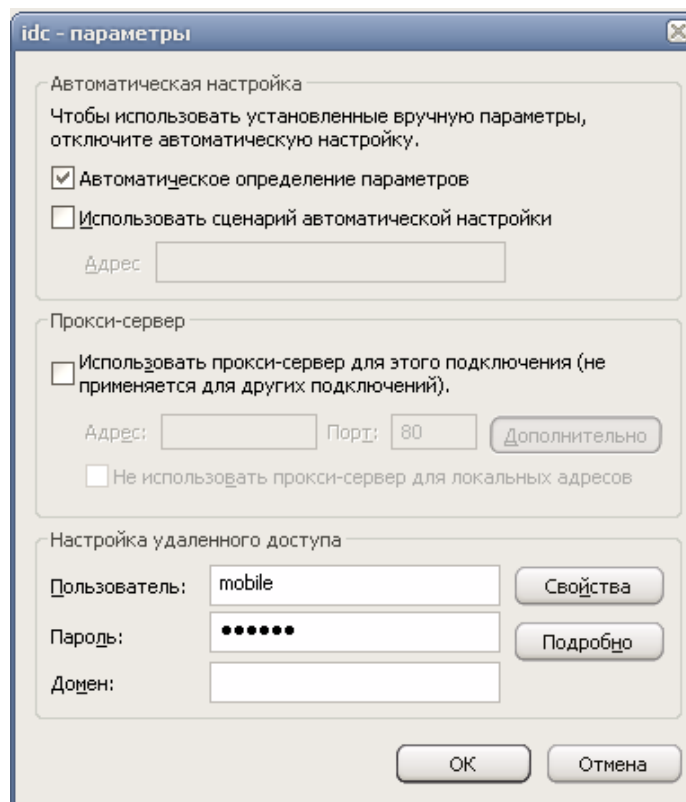 idc - параметры
Автоматическая настройка
Чтобы использовать установленные вручную параметры,
отключите автоматическую настройку.
Автоматическое определение параметров
Использовать сценарий автоматической настройки
Адрес
Прокси-сервер
Использовать прокси-сервер для этого подключения (не
применяется для других подключений).
Адрес: Порт: 80 Дополнительно
Не использовать прокси-сервер для локальных адресов
Настройка удаленного доступа
Пользователь: mobile Свойства
Пароль: •••••• Подробно
Домен:
ОК Отмена